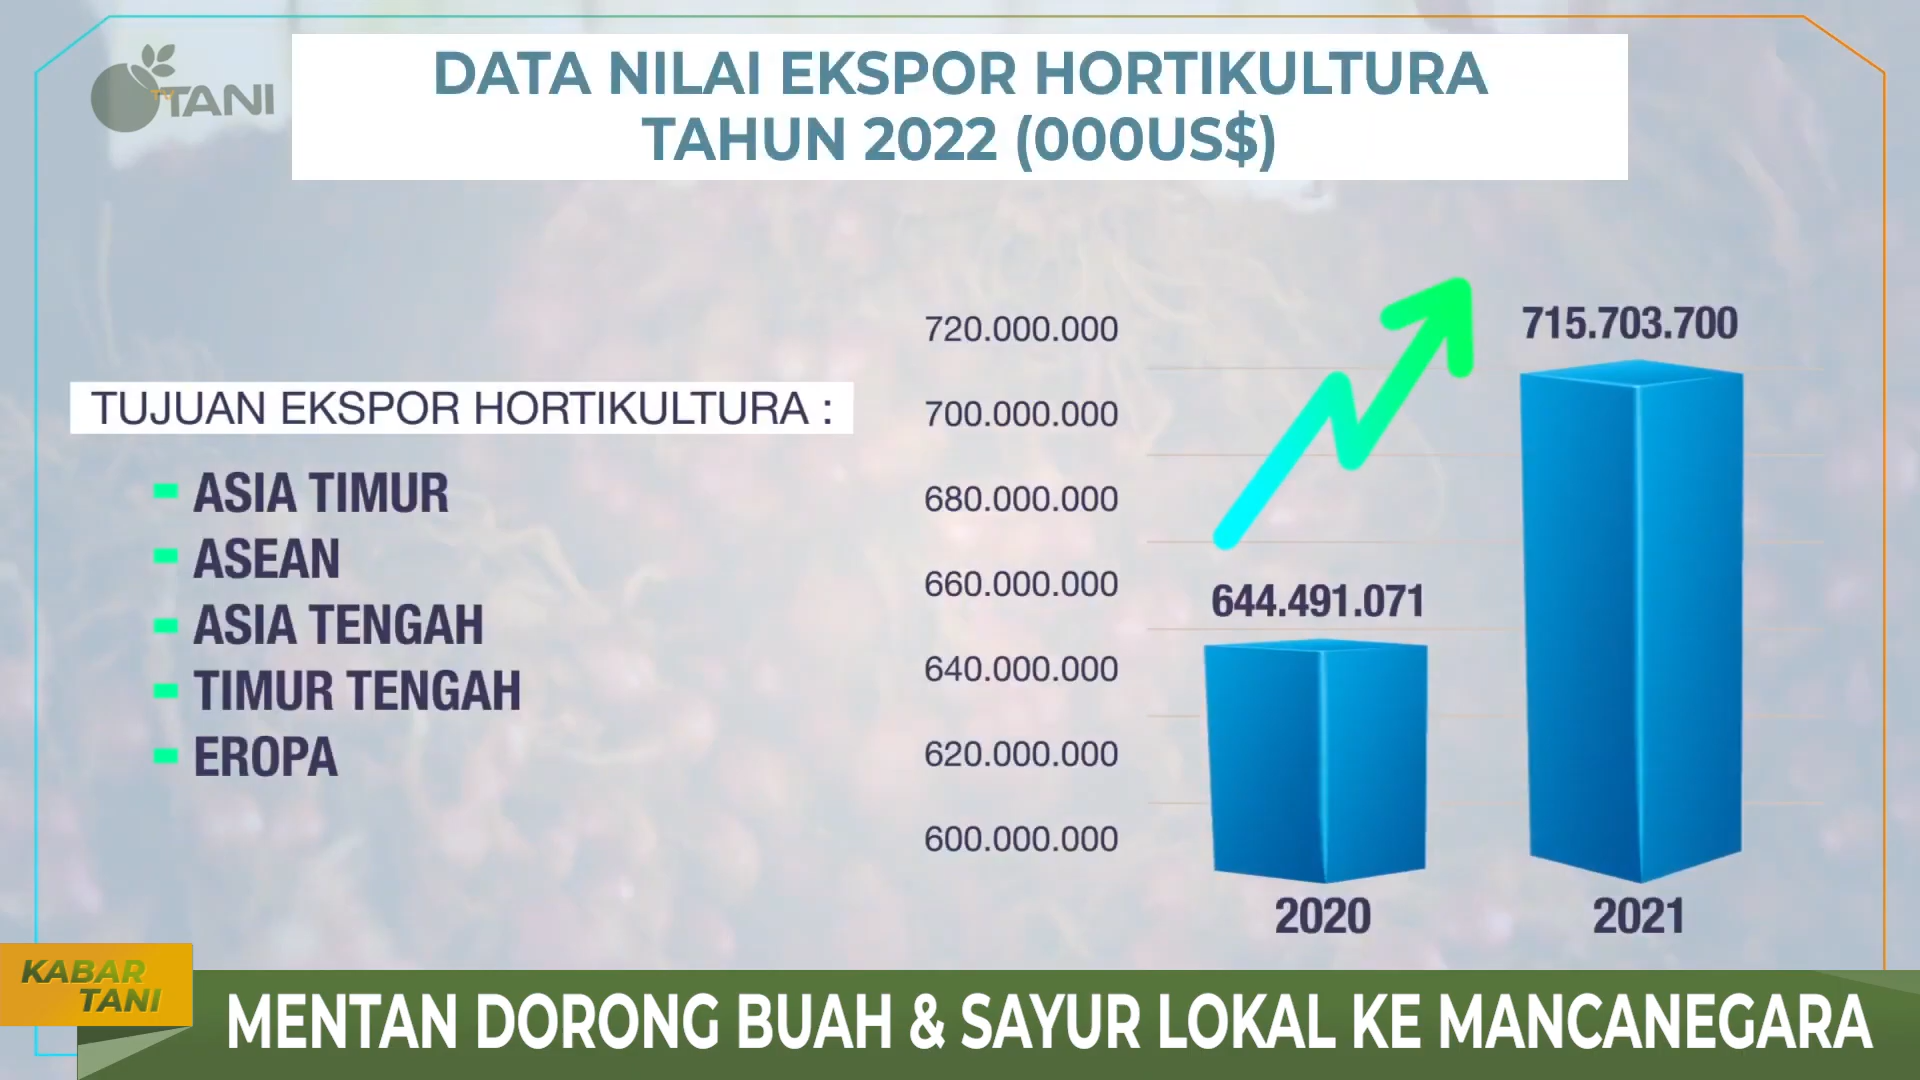 TVTANI
DATA NILAI EKSPOR HORTIKULTURA
TAHUN 2022 (000US$)
TUJUAN EKSPOR HORTIKULTURA :
ASIA TIMUR
ASEAN
ASIA TENGAH
TIMUR TENGAH
EROPA
720.000.000
700.000.000
680.000.000
660.000.000
640.000.000
620.000.000
600.000.000
644.491.071
715.703.700
2020
2021
KABAR
TANI
MENTAN DORONG BUAH & SAYUR LOKAL KE MANCANEGARA